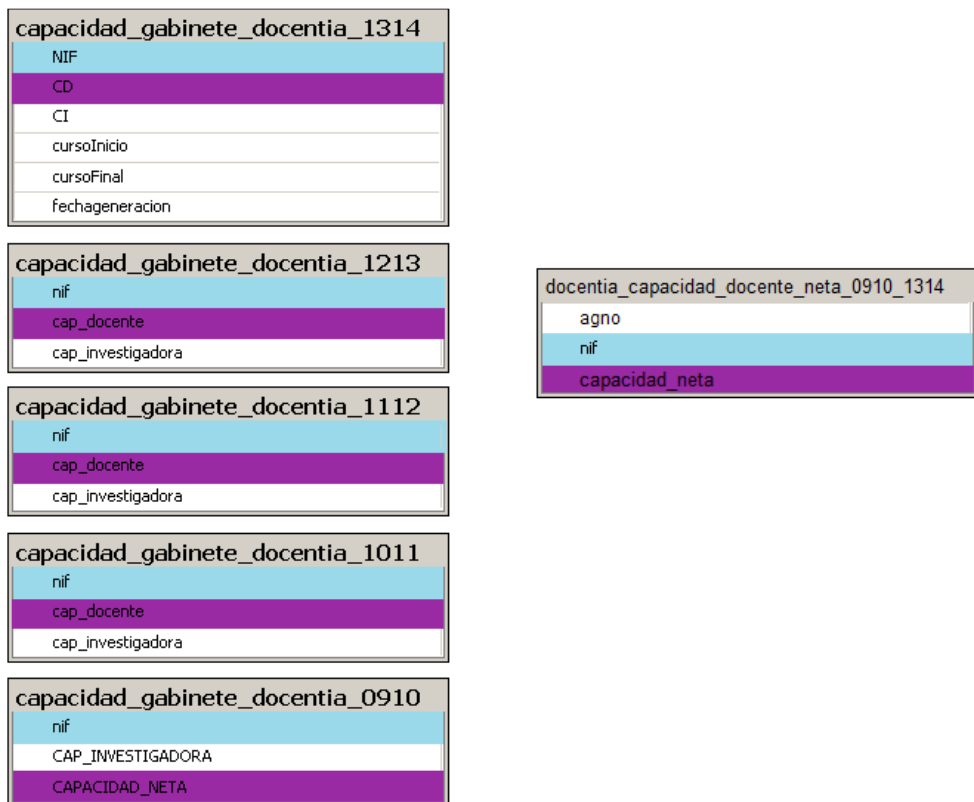 capacidad_gabinete_docentia_1314
NIF
CD
CI
cursoInicio
cursoFinal
fechageneracion
capacidad_gabinete_docentia_1213
nif
cap_docente
cap_investigadora
capacidad_gabinete_docentia_1112
nif
cap_docente
cap_investigadora
capacidad_gabinete_docentia_1011
nif
cap_docente
cap_investigadora
capacidad_gabinete_docentia_0910
nif
CAP_INVESTIGADORA
CAPACIDAD_NETA
docentia_capacidad_docente_neta_0910_1314
agno
nif
capacidad_neta